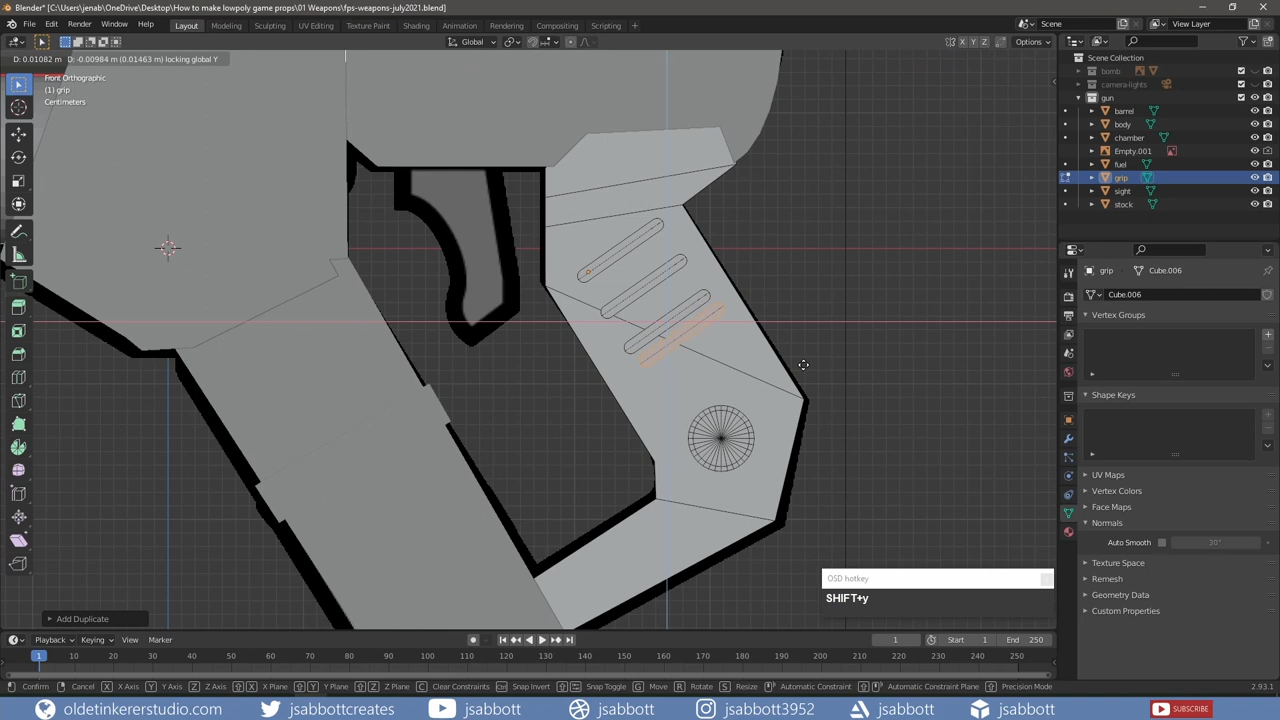 Blender* [C:\Users\jenab\OneDrive\Desktop\How to make lowpoly game props\01 Weapons\fps-weapons-july2021.blend]
File Edit Render Window Help Layout Modeling Sculpting UV Editing Texture Paint Shading Animation Rendering Compositing Scripting + Scene View Layer
Global X Y Z Options
D: 0.01082 m D: -0.00984 m (0.01463 m) locking global Y
Front Orthographic
(1) grip
Centimeters
Scene Collection
bomb
camera-lights
gun
barrel
body
chamber
Empty.001
fuel
grip
sight
stock
grip > Cube.006
Cube.006
Vertex Groups
Shape Keys
UV Maps
Vertex Colors
Face Maps
Normals
Auto Smooth 30°
Texture Space
Remesh
Geometry Data
Custom Properties
OSD hotkey
SHIFT+y
Add Duplicate
Playback Keying View Marker 1 Start 1 End 250
1 10 20 30 40 50 60 70 80 90 100 110 120 130 140 150 160 170 180 190 200 210 220 230 240 250
Confirm Cancel X X Axis Y Y Axis Z Z Axis X X Plane Y Y Plane Z Z Plane C Clear Constraints Ctrl Snap Invert Snap Toggle G Move R Rotate S Resize Automatic Constraint Automatic Constraint Plane Precision Mode 2.93.1
oldetinkererstudio.com jsabbottcreates jsabbott jsabbott jsabbott3952 jsabbott jsabbott SUBSCRIBE